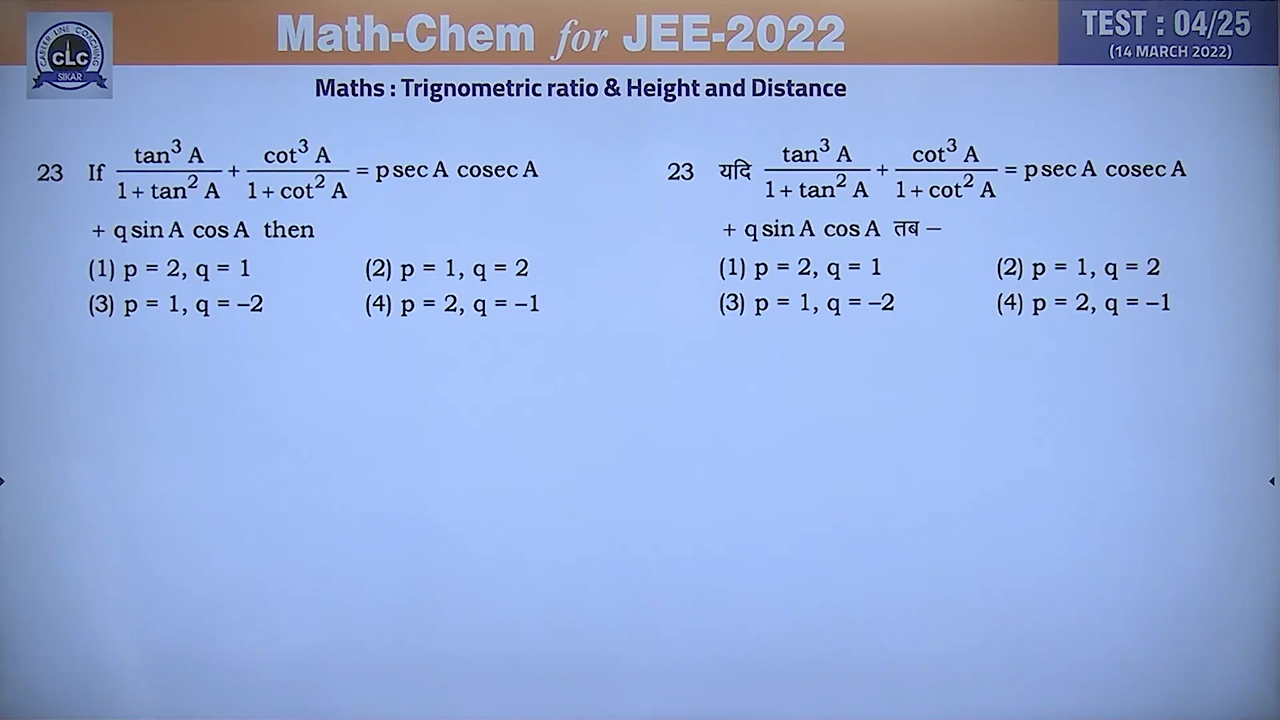 CAREER LINE COACHING
CLC
SIKAR
Math-Chem for JEE-2022
TEST : 04/25
(14 MARCH 2022)
Maths : Trignometric ratio & Height and Distance
23 If tan³ A / 1 + tan² A + cot³ A / 1 + cot² A = p sec A cosec A
+ q sin A cos A then
(1) p = 2, q = 1 (2) p = 1, q = 2
(3) p = 1, q = –2 (4) p = 2, q = –1
23 यदि tan³ A / 1 + tan² A + cot³ A / 1 + cot² A = p sec A cosec A
+ q sin A cos A तब –
(1) p = 2, q = 1 (2) p = 1, q = 2
(3) p = 1, q = –2 (4) p = 2, q = –1